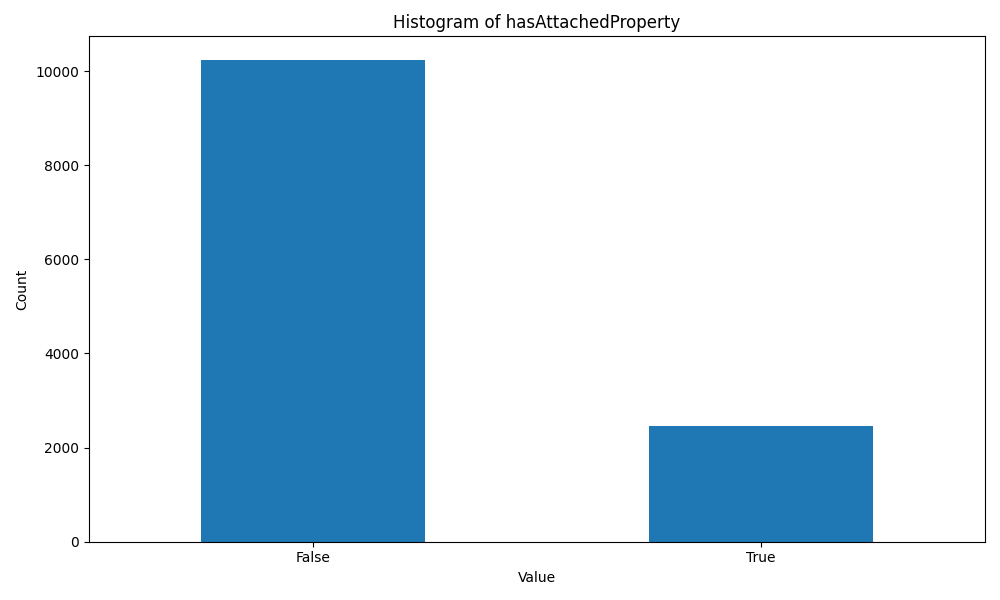 Histogram of hasAttachedProperty
10000
8000
6000
4000
2000
0
Count
False
True
Value